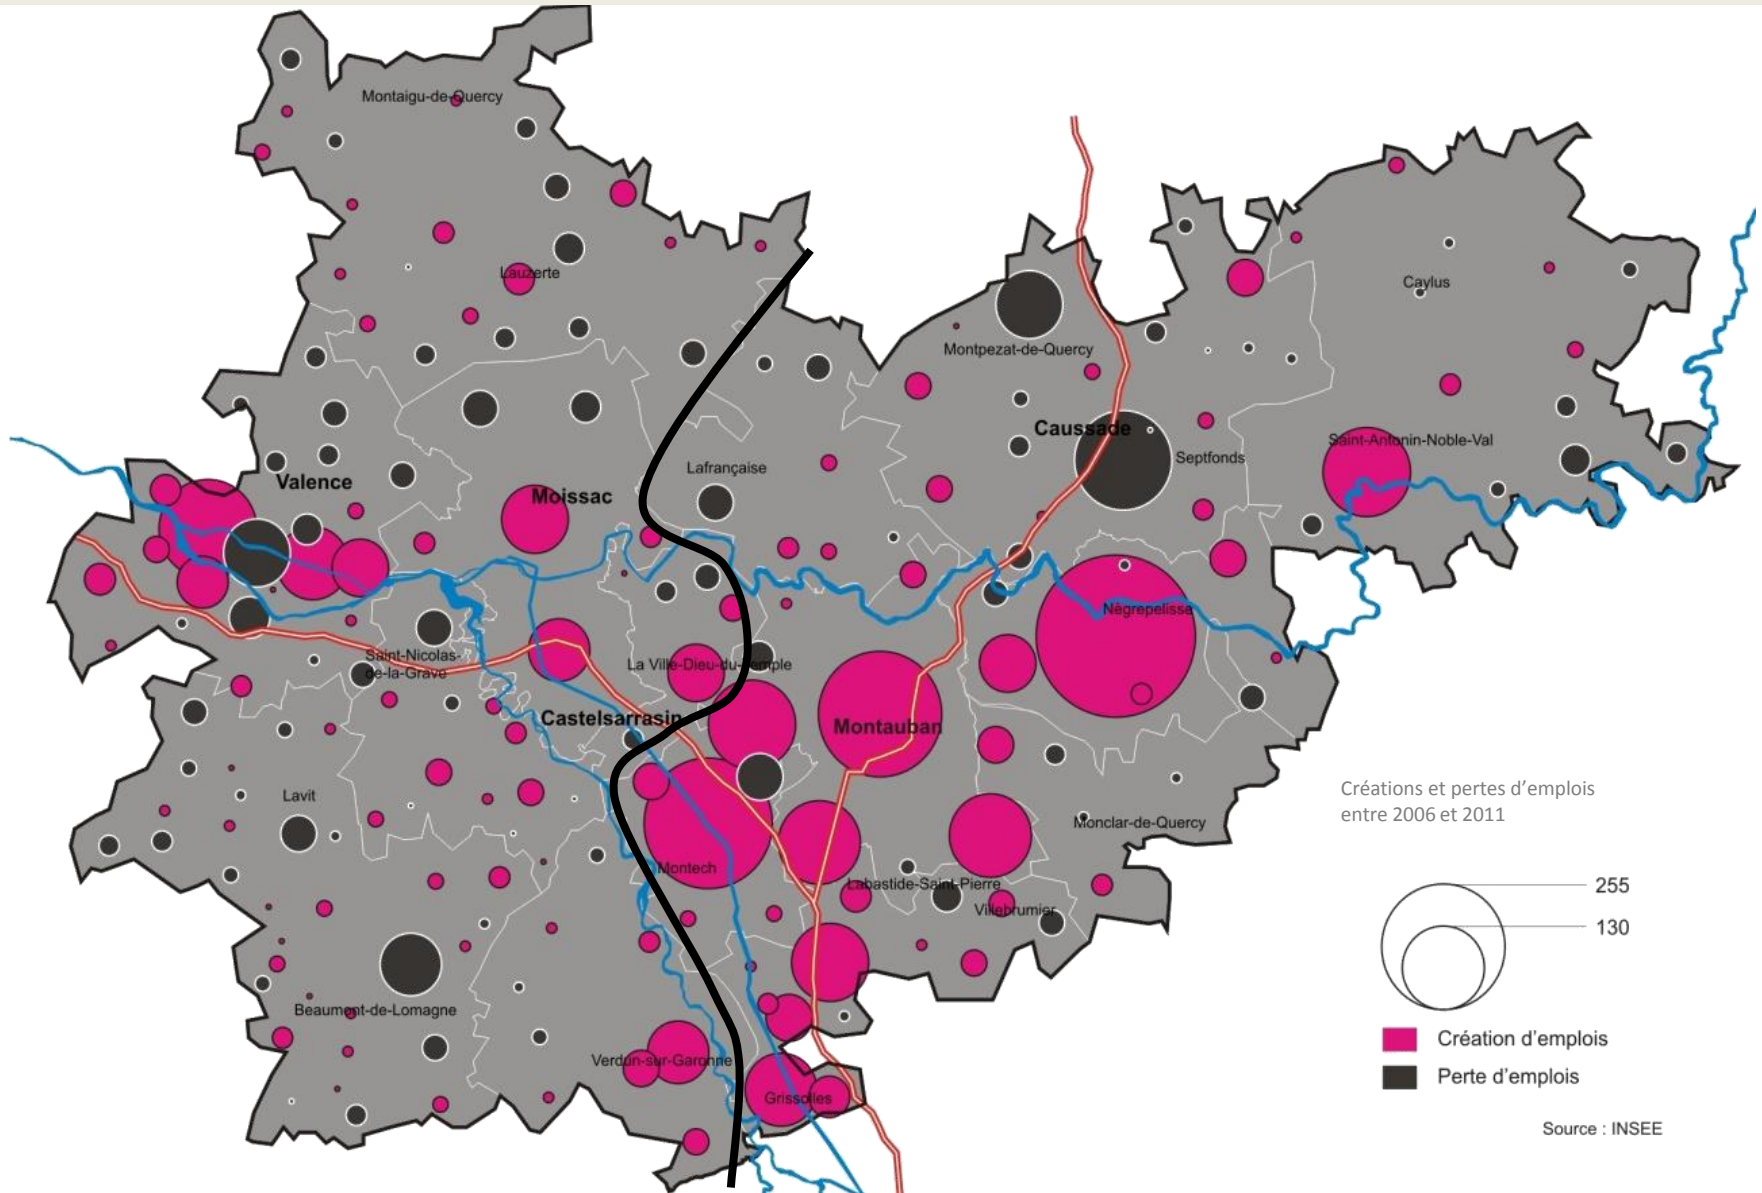 Montaigu-de-Quercy
Lauzerte
Caylus
Montpezat-de-Quercy
Caussade
Saint-Antonin-Noble-Val
Septfonds
Lafrançaise
Valence
Moissac
Nègrepelisse
Saint-Nicolas-
de-la-Grave
La Ville-Dieu-du-Temple
Castelsarrasin
Montauban
Lavit
Monclar-de-Quercy
Montech
Labastide-Saint-Pierre
Villebrumier
Beaumont-de-Lomagne
Verdun-sur-Garonne
Grissolles
Créations et pertes d'emplois
entre 2006 et 2011
255
130
Création d'emplois
Perte d'emplois
Source : INSEE